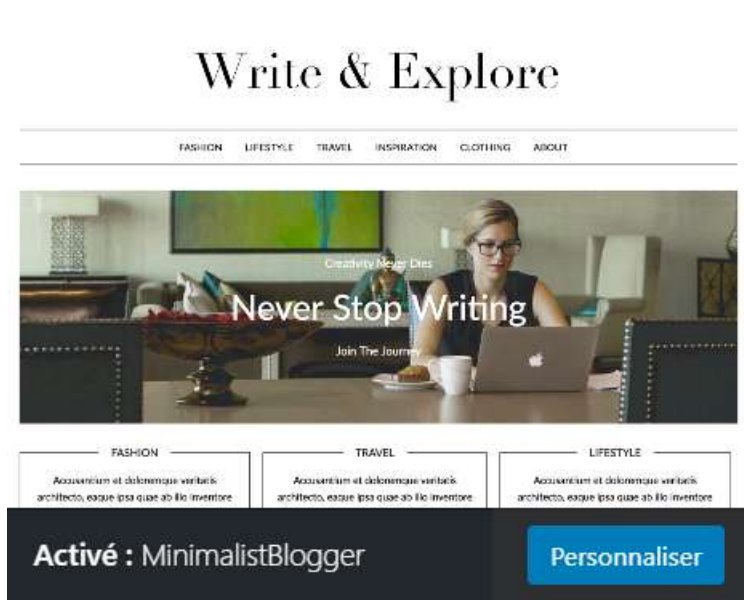 Write & Explore
FASHION LIFESTYLE TRAVEL INSPIRATION CLOTHING ABOUT
Creativity Never Dies
Never Stop Writing
Join The Journey
FASHION
Accusantium et doloremque veritatis
architecto, eaque ipsa quae ab illo inventore
TRAVEL
Accusantium et doloremque veritatis
architecto, eaque ipsa quae ab illo inventore
LIFESTYLE
Accusantium et doloremque veritatis
architecto, eaque ipsa quae ab illo inventore
Activé : MinimalistBlogger
Personnaliser